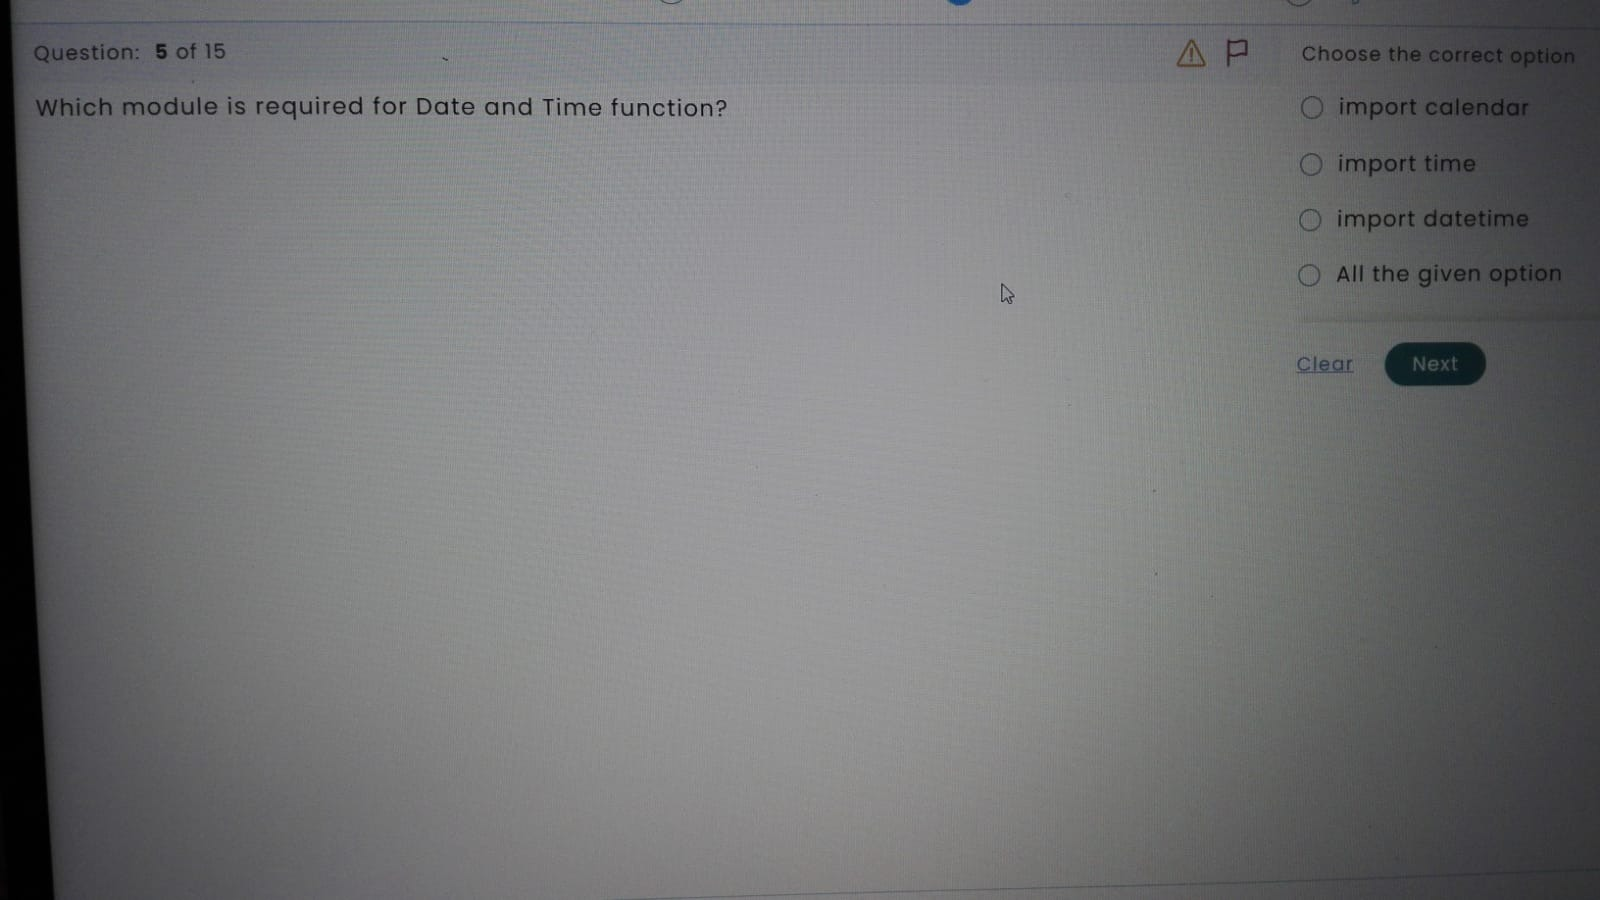 Question: 5 of 15
Which module is required for Date and Time function?
Choose the correct option
import calendar
import time
import datetime
All the given option
Clear
Next